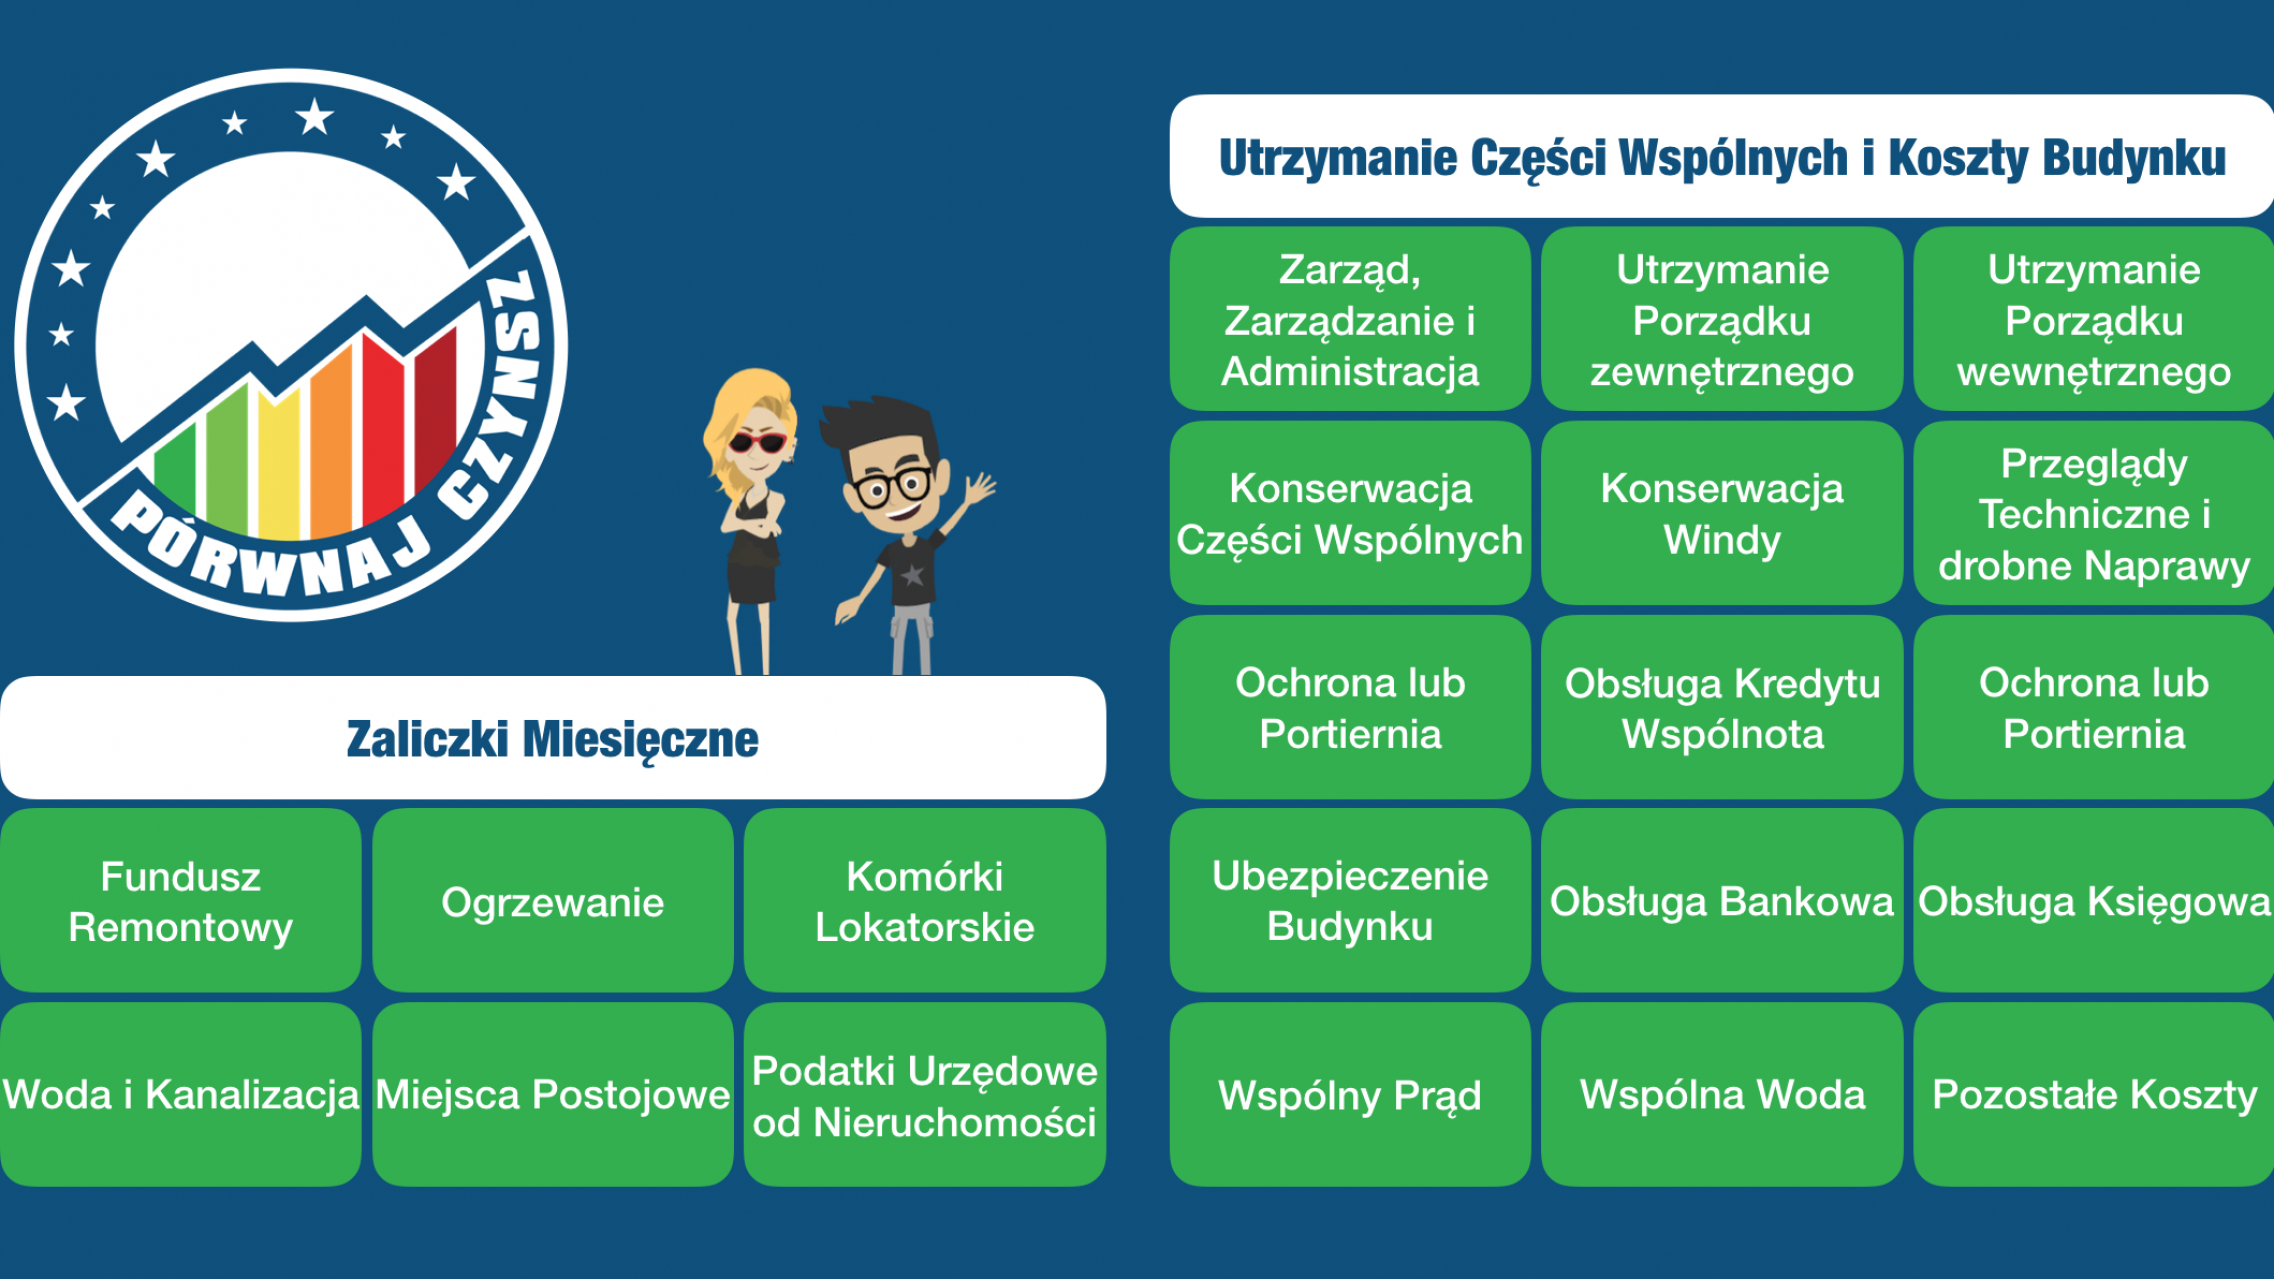 PÓRWNAJ CZYNSZ
Zaliczki Miesięczne
Fundusz
Remontowy
Ogrzewanie
Komórki
Lokatorskie
Woda i Kanalizacja
Miejsca Postojowe
Podatki Urzędowe
od Nieruchomości
Utrzymanie Części Wspólnych i Koszty Budynku
Zarząd,
Zarządzanie i
Administracja
Utrzymanie
Porządku
zewnętrznego
Utrzymanie
Porządku
wewnętrznego
Konserwacja
Części Wspólnych
Konserwacja
Windy
Przeglądy
Techniczne i
drobne Naprawy
Ochrona lub
Portiernia
Obsługa Kredytu
Wspólnota
Ochrona lub
Portiernia
Ubezpieczenie
Budynku
Obsługa Bankowa
Obsługa Księgowa
Wspólny Prąd
Wspólna Woda
Pozostałe Koszty